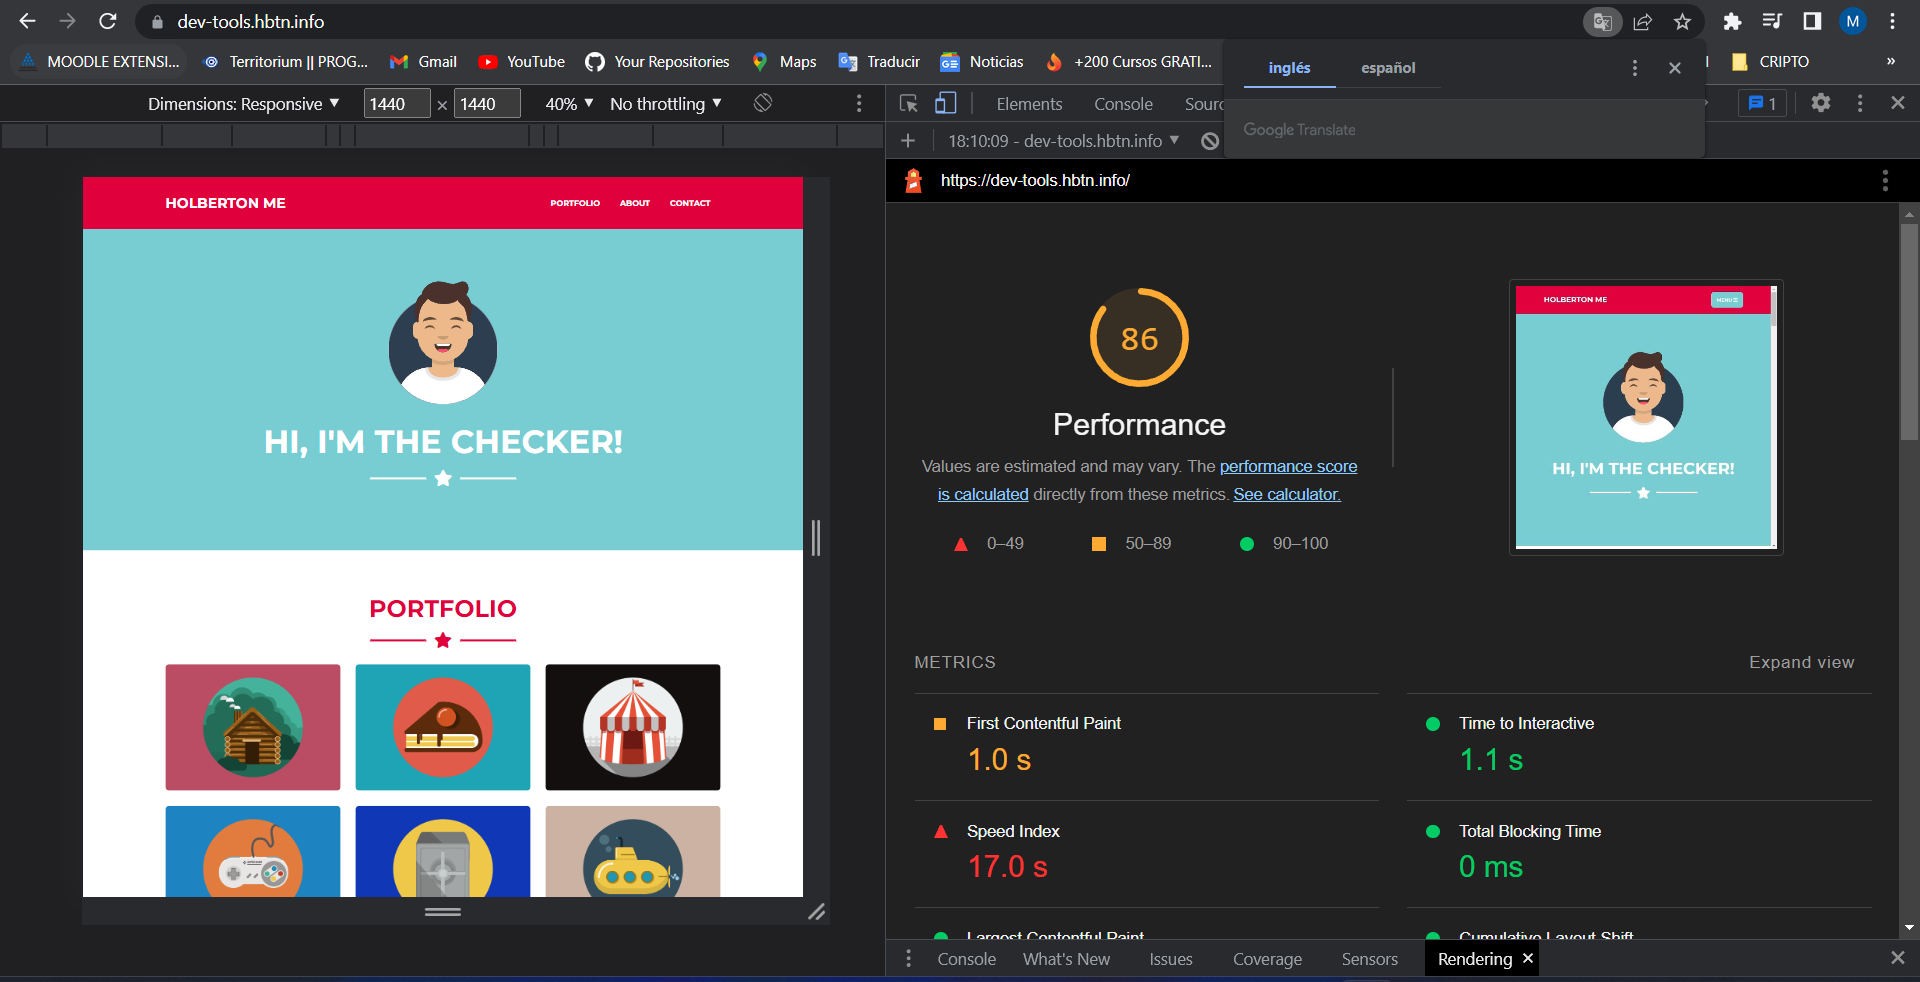 dev-tools.hbtn.info
M
MOODLE EXTENSI...
Territorium || PROG...
Gmail
YouTube
Your Repositories
Maps
Traducir
Noticias
+200 Cursos GRATI...
CRIPTO
»
inglés
español
Google Translate
Dimensions: Responsive
1440 × 1440
40%
No throttling
Elements
Console
1
18:10:09 - dev-tools.hbtn.info
https://dev-tools.hbtn.info/
HOLBERTON ME
PORTFOLIO
ABOUT
CONTACT
HI, I'M THE CHECKER!
PORTFOLIO
86
Performance
Values are estimated and may vary. The performance score
is calculated directly from these metrics. See calculator.
0–49
50–89
90–100
HOLBERTON ME
MENU
HI, I'M THE CHECKER!
METRICS
Expand view
First Contentful Paint
1.0 s
Time to Interactive
1.1 s
Speed Index
17.0 s
Total Blocking Time
0 ms
Largest Contentful Paint
Cumulative Layout Shift
Console
What's New
Issues
Coverage
Sensors
Rendering